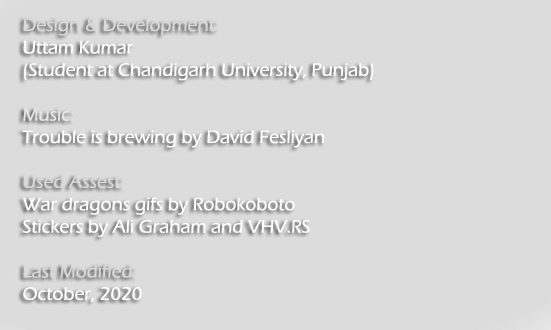 Design & Development:
Uttam Kumar
(Student at Chandigarh University, Punjab)
Music:
Trouble is brewing by David Fesliyan
Used Assest:
War dragons gifs by Robokoboto
Stickers by Ali Graham and VHV.RS
Last Modified:
October, 2020